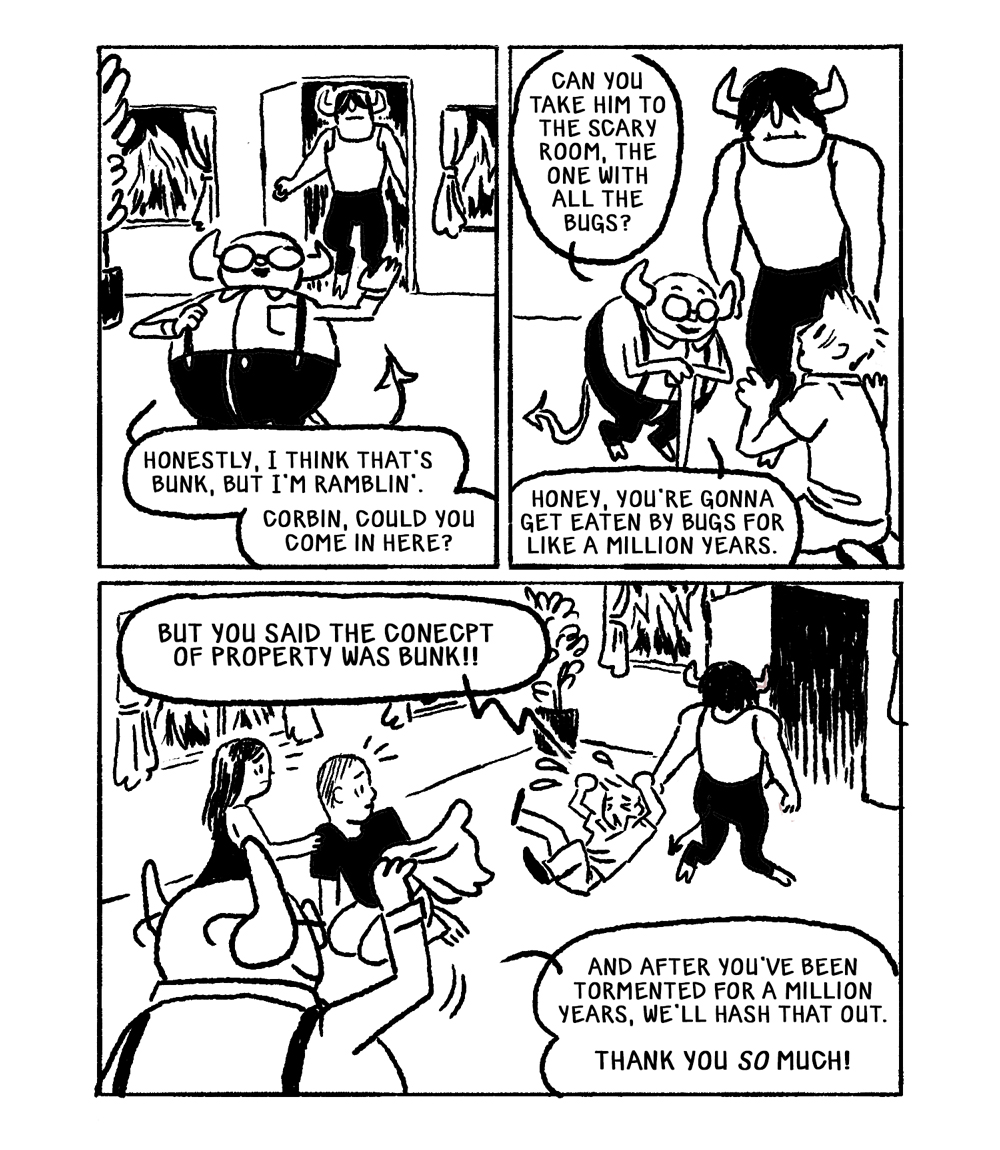 HONESTLY, I THINK THAT'S
BUNK, BUT I'M RAMBLIN'.
CORBIN, COULD YOU
COME IN HERE?
CAN YOU
TAKE HIM TO
THE SCARY
ROOM, THE
ONE WITH
ALL THE
BUGS?
HONEY, YOU'RE GONNA
GET EATEN BY BUGS FOR
LIKE A MILLION YEARS.
BUT YOU SAID THE CONECPT
OF PROPERTY WAS BUNK!!
AND AFTER YOU'VE BEEN
TORMENTED FOR A MILLION
YEARS, WE'LL HASH THAT OUT.
THANK YOU SO MUCH!